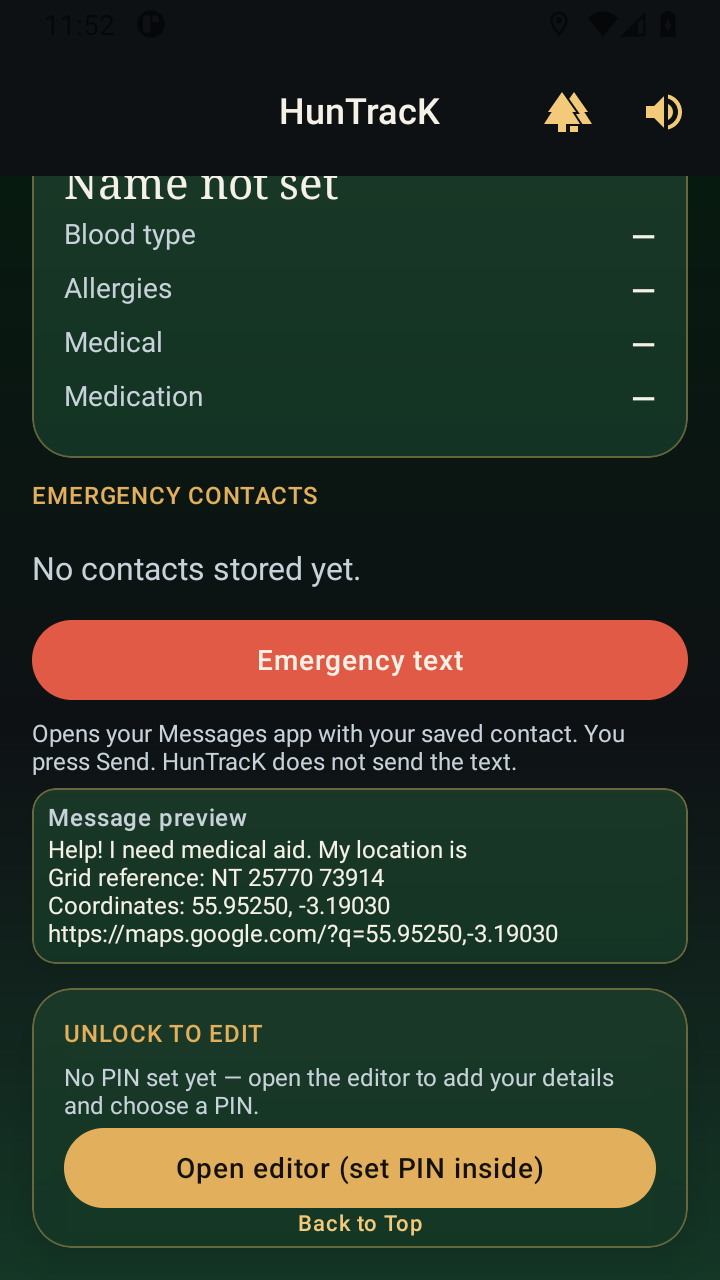 11:52
HunTracK
Name not set
Blood type —
Allergies —
Medical —
Medication —
EMERGENCY CONTACTS
No contacts stored yet.
Emergency text
Opens your Messages app with your saved contact. You
press Send. HunTracK does not send the text.
Message preview
Help! I need medical aid. My location is
Grid reference: NT 25770 73914
Coordinates: 55.95250, -3.19030
https://maps.google.com/?q=55.95250,-3.19030
UNLOCK TO EDIT
No PIN set yet — open the editor to add your details
and choose a PIN.
Open editor (set PIN inside)
Back to Top